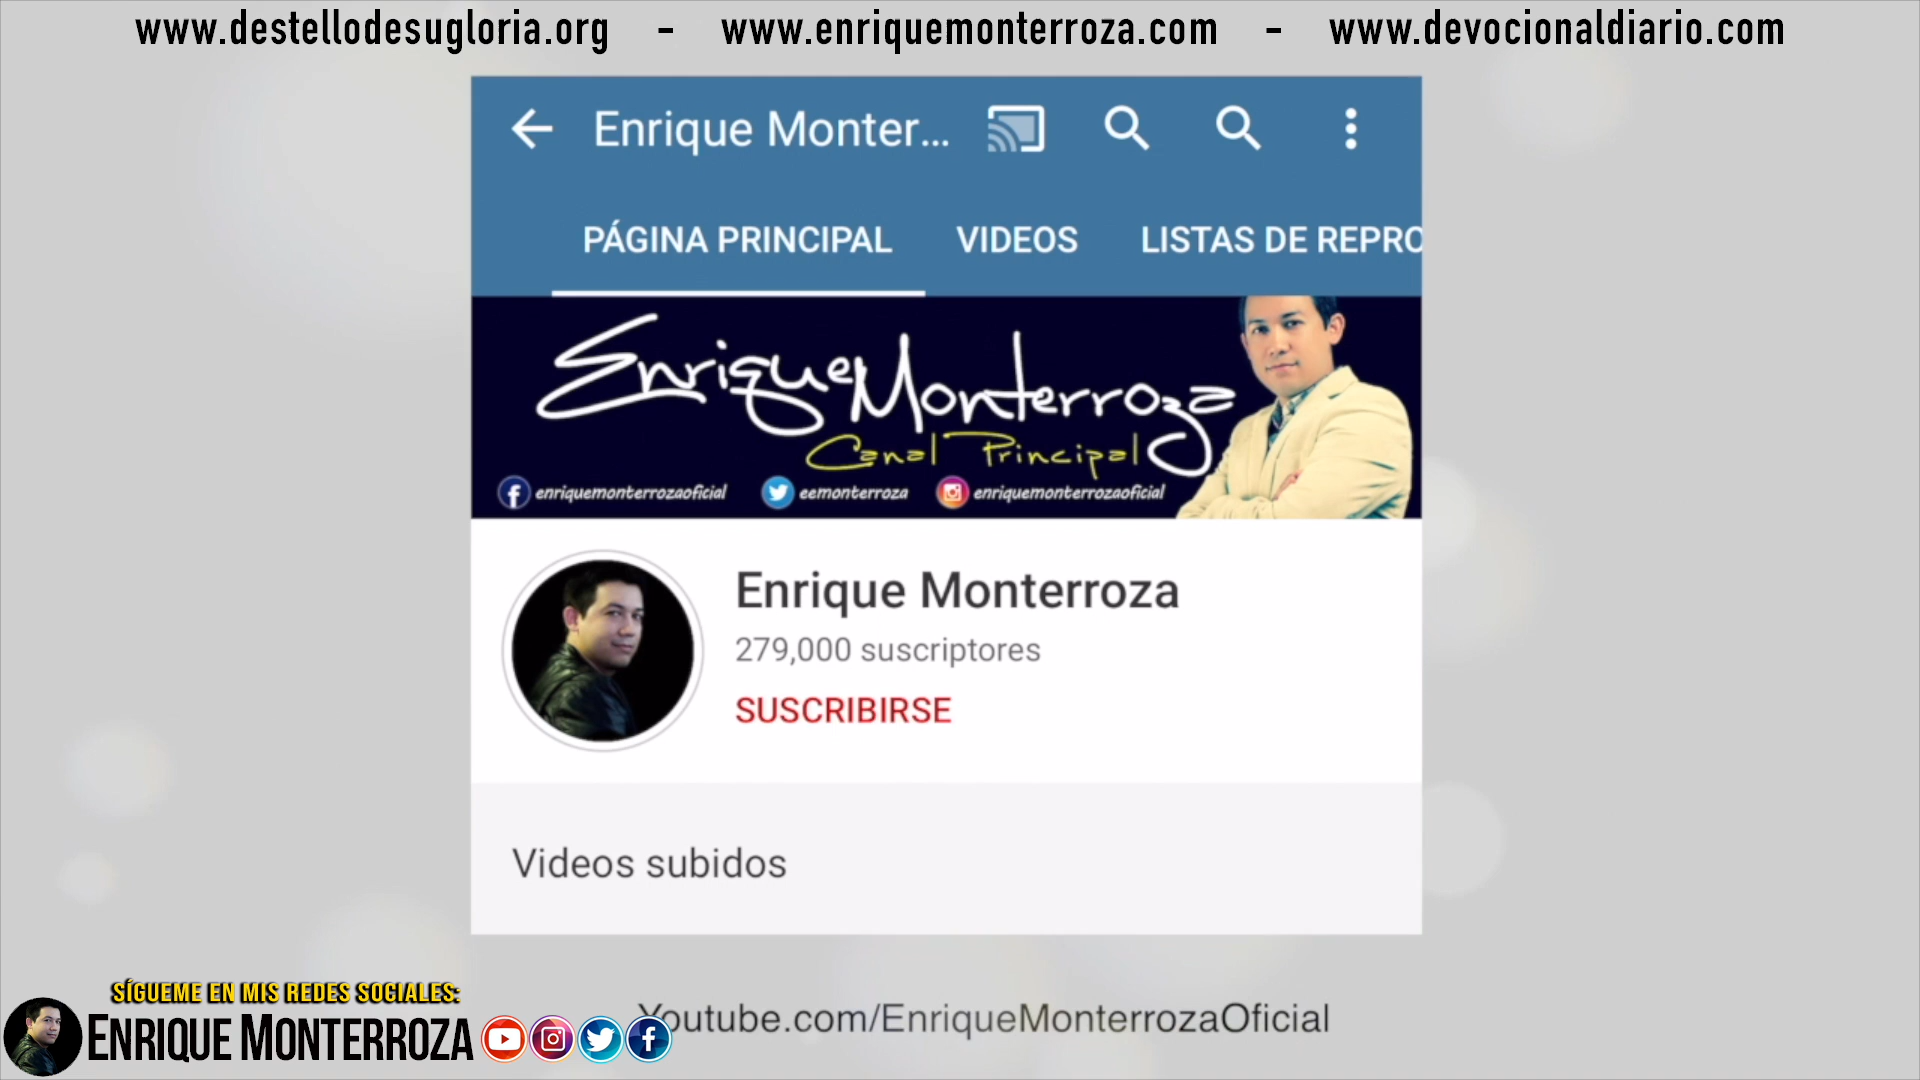 www.destellodesugloria.org - www.enriquemonterroza.com - www.devocionaldiario.com
Enrique Monter...
PÁGINA PRINCIPAL VIDEOS LISTAS DE REPRO
Enrique Monterroza
Canal Principal
enriquemonterrozaoficial eemonterroza enriquemonterrozaoficial
Enrique Monterroza
279,000 suscriptores
SUSCRIBIRSE
Videos subidos
SÍGUEME EN MIS REDES SOCIALES:
ENRIQUE MONTERROZA
Youtube.com/EnriqueMonterrozaOficial